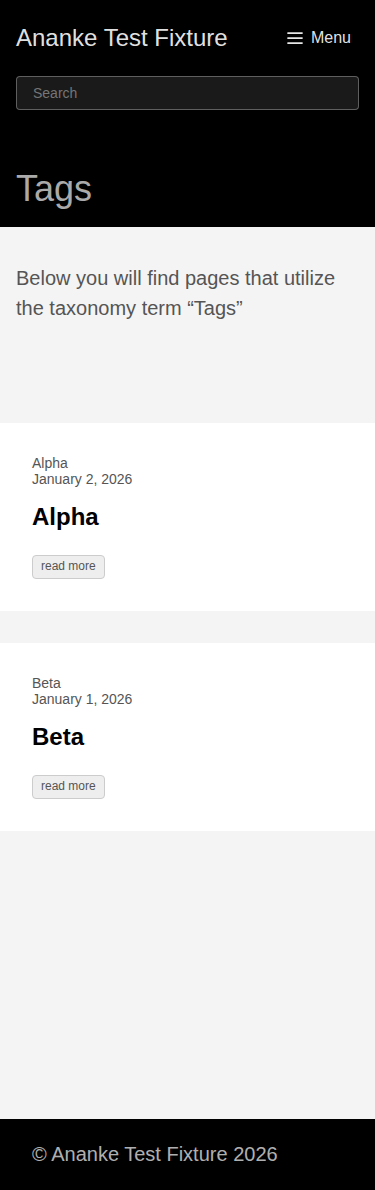 Ananke Test Fixture
Menu
Search
Tags
Below you will find pages that utilize
the taxonomy term “Tags”
Alpha
January 2, 2026
Alpha
read more
Beta
January 1, 2026
Beta
read more
© Ananke Test Fixture 2026